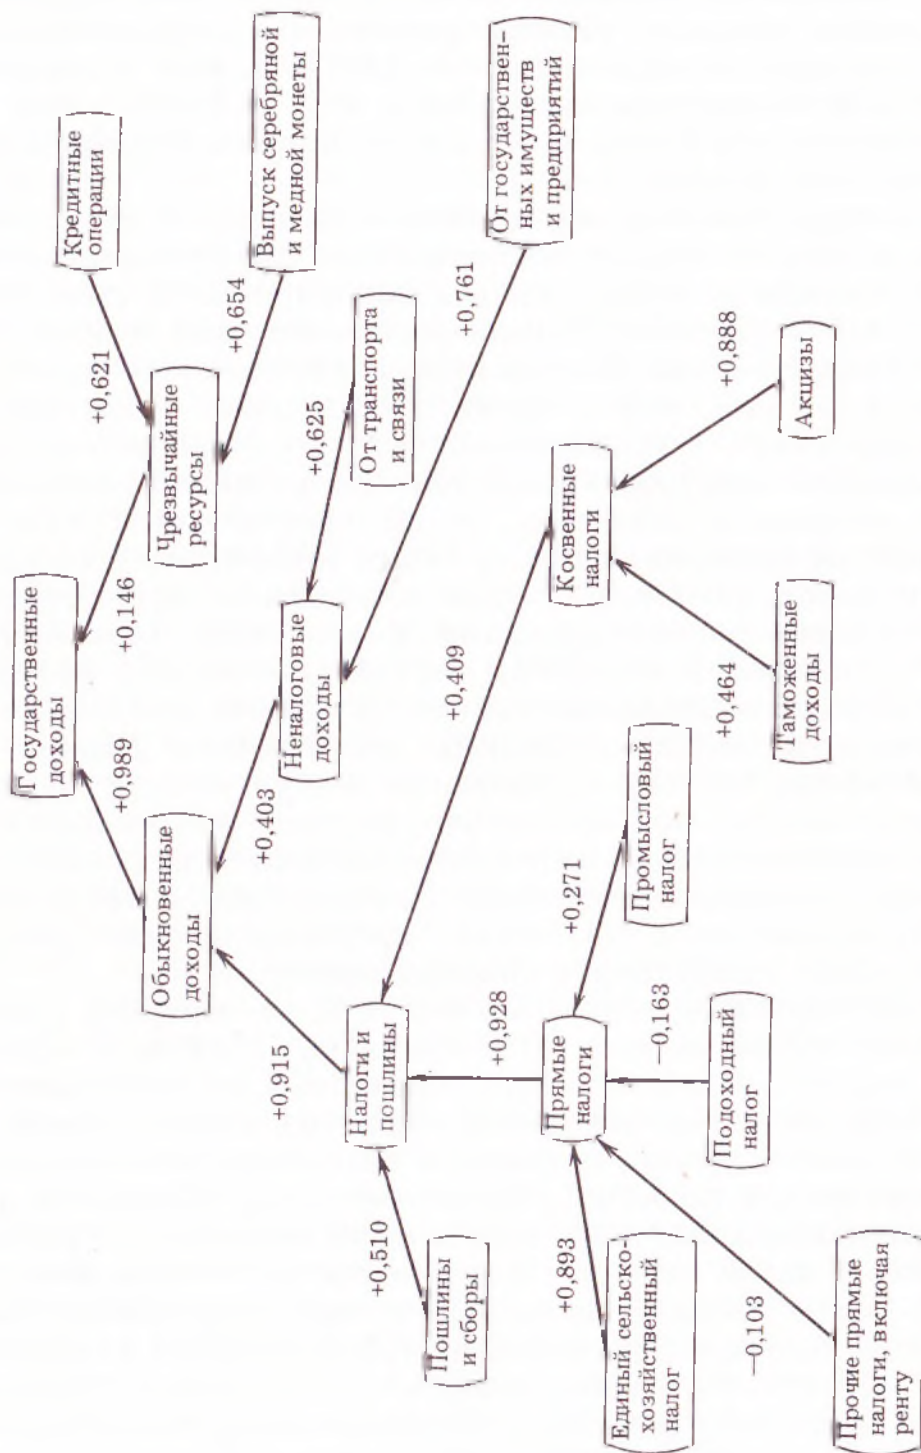 Государственные
доходы
+0,989
+0,146
Обыкновенные
доходы
Чрезвычайные
ресурсы
+0,621
Кредитные
операции
+0,654
Выпуск серебряной
и медной монеты
+0,915
+0,403
Неналоговые
доходы
+0,625
От транспорта
и связи
+0,761
От государствен-
ных имуществ
и предприятий
Налоги и
пошлины
+0,510
Пошлины
и сборы
+0,928
+0,409
Прямые
налоги
Косвенные
налоги
+0,893
Единый сельско-
хозяйственный
налог
−0,103
Прочие прямые
налоги, включая
ренту
−0,163
Подоходный
налог
+0,271
Промысловый
налог
+0,464
Таможенные
доходы
+0,888
Акцизы